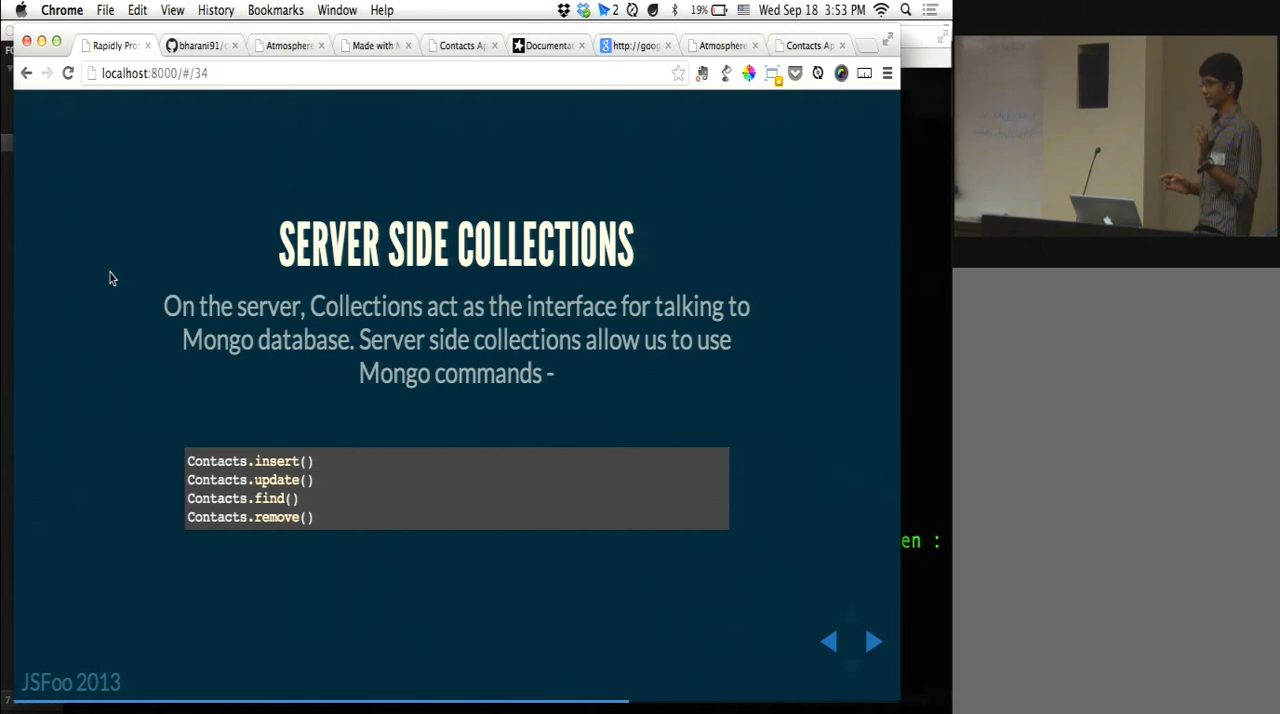 Chrome File Edit View History Bookmarks Window Help 2 19% Wed Sep 18 3:53 PM
Rapidly Pro bharani91/ Atmosphere Made with Contacts Ap Documentat http://goog Atmosphere Contacts Ap
localhost:8000/#/34
SERVER SIDE COLLECTIONS
On the server, Collections act as the interface for talking to
Mongo database. Server side collections allow us to use
Mongo commands -
Contacts.insert()
Contacts.update()
Contacts.find()
Contacts.remove()
en :
JSFoo 2013